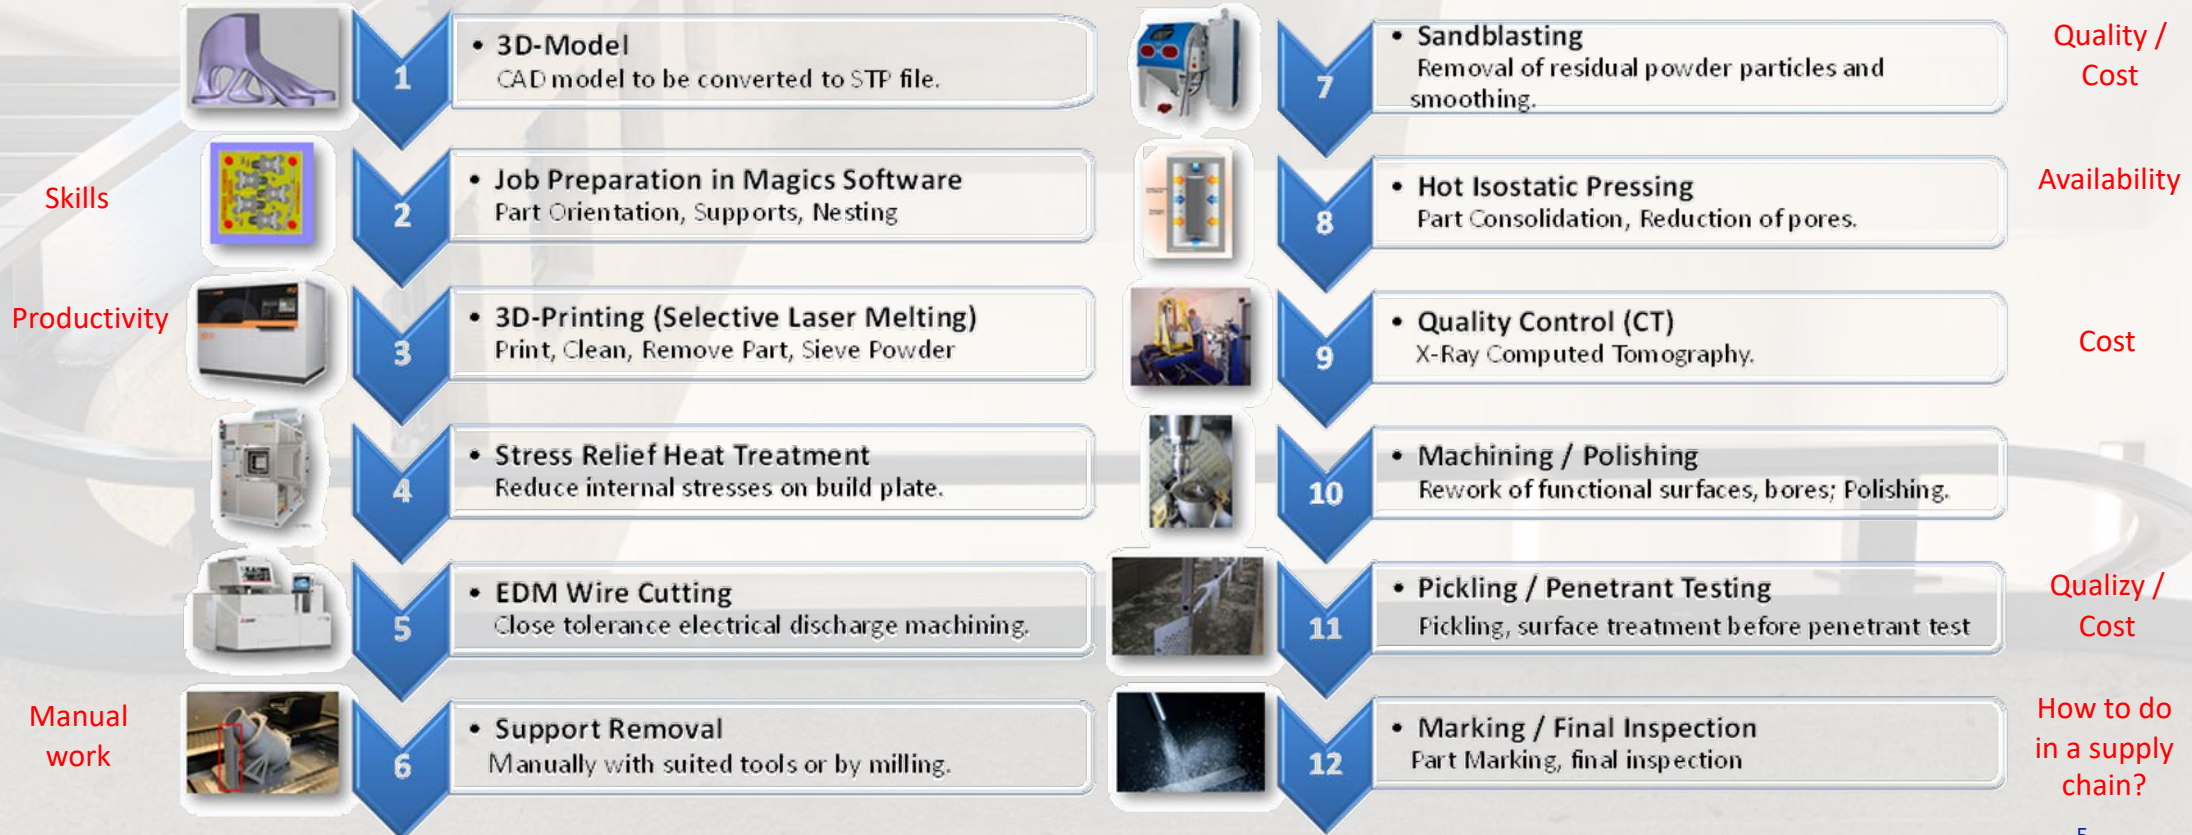 1
• 3D-Model
CAD model to be converted to STP file.
Skills
2
• Job Preparation in Magics Software
Part Orientation, Supports, Nesting
Productivity
3
• 3D-Printing (Selective Laser Melting)
Print, Clean, Remove Part, Sieve Powder
4
• Stress Relief Heat Treatment
Reduce internal stresses on build plate.
5
• EDM Wire Cutting
Close tolerance electrical discharge machining.
Manual
work
6
• Support Removal
Manually with suited tools or by milling.
7
• Sandblasting
Removal of residual powder particles and
smoothing.
Quality /
Cost
8
• Hot Isostatic Pressing
Part Consolidation, Reduction of pores.
Availability
9
• Quality Control (CT)
X-Ray Computed Tomography.
Cost
10
• Machining / Polishing
Rework of functional surfaces, bores; Polishing.
11
• Pickling / Penetrant Testing
Pickling, surface treatment before penetrant test
Qualizy /
Cost
12
• Marking / Final Inspection
Part Marking, final inspection
How to do
in a supply
chain?